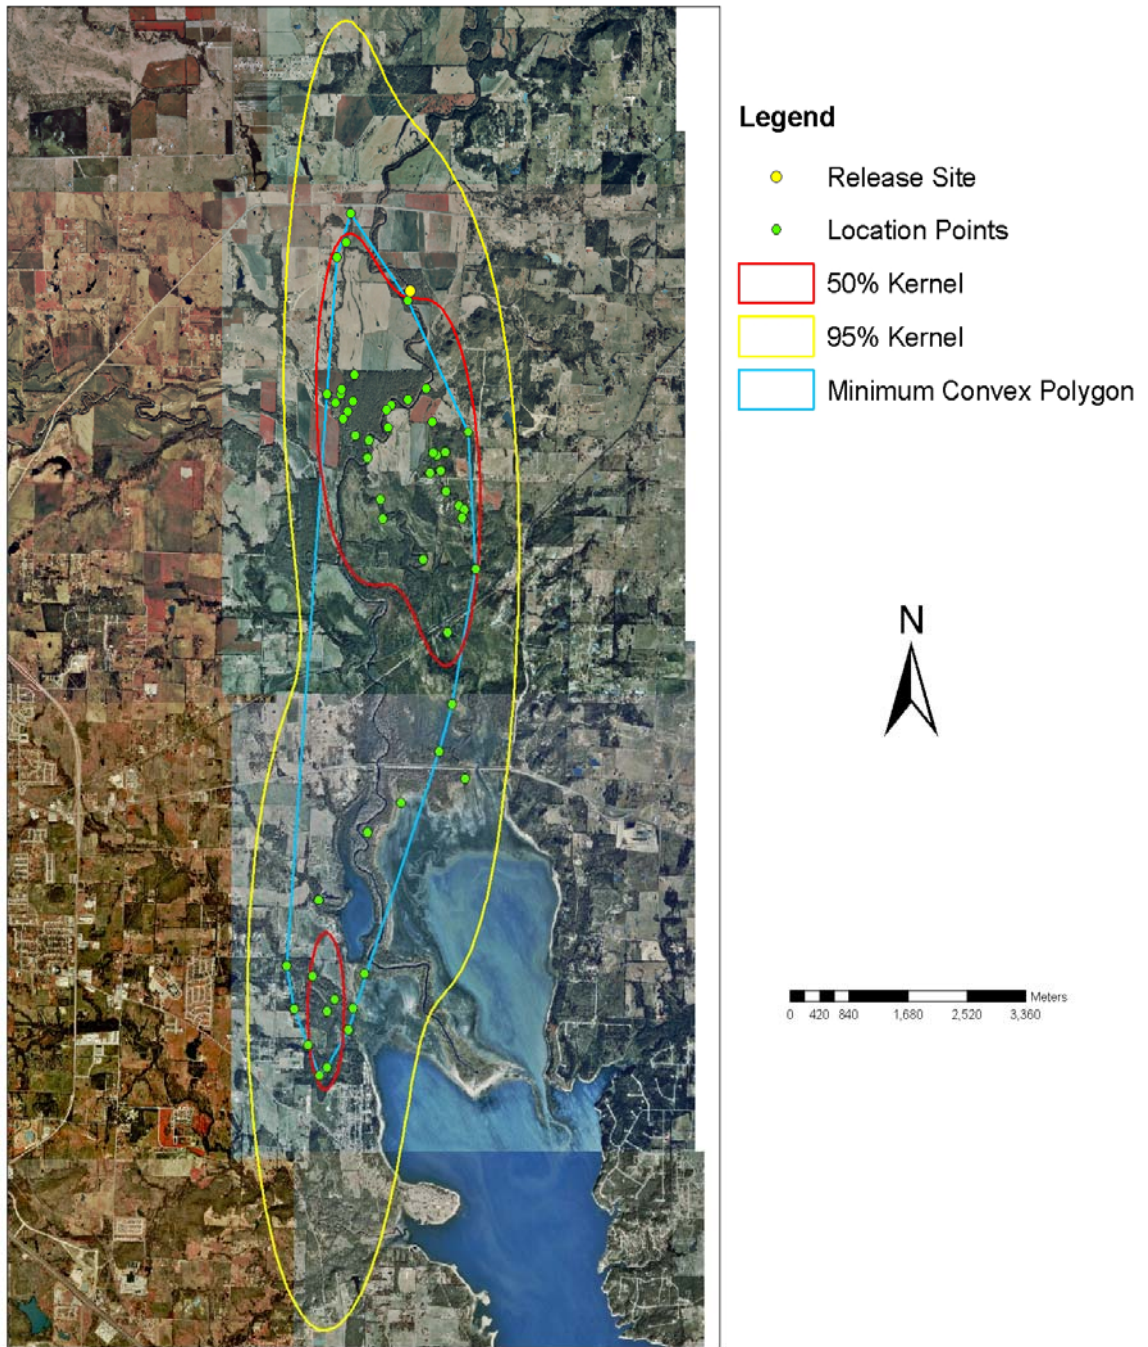 Legend
Release Site
Location Points
50% Kernel
95% Kernel
Minimum Convex Polygon
N
Meters
0 420 840 1,680 2,520 3,360